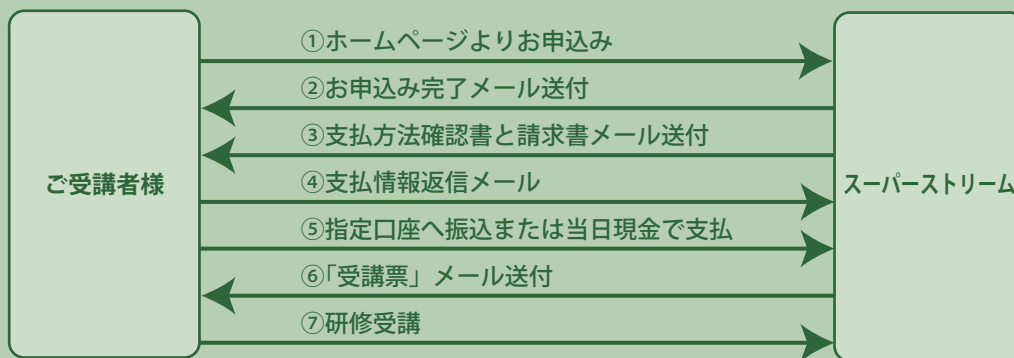 ①ホームページよりお申込み
②お申込み完了メール送付
③支払方法確認書と請求書メール送付
ご受講者様
④支払情報返信メール
スーパーストリーム
⑤指定口座へ振込または当日現金で支払
⑥「受講票」メール送付
⑦研修受講